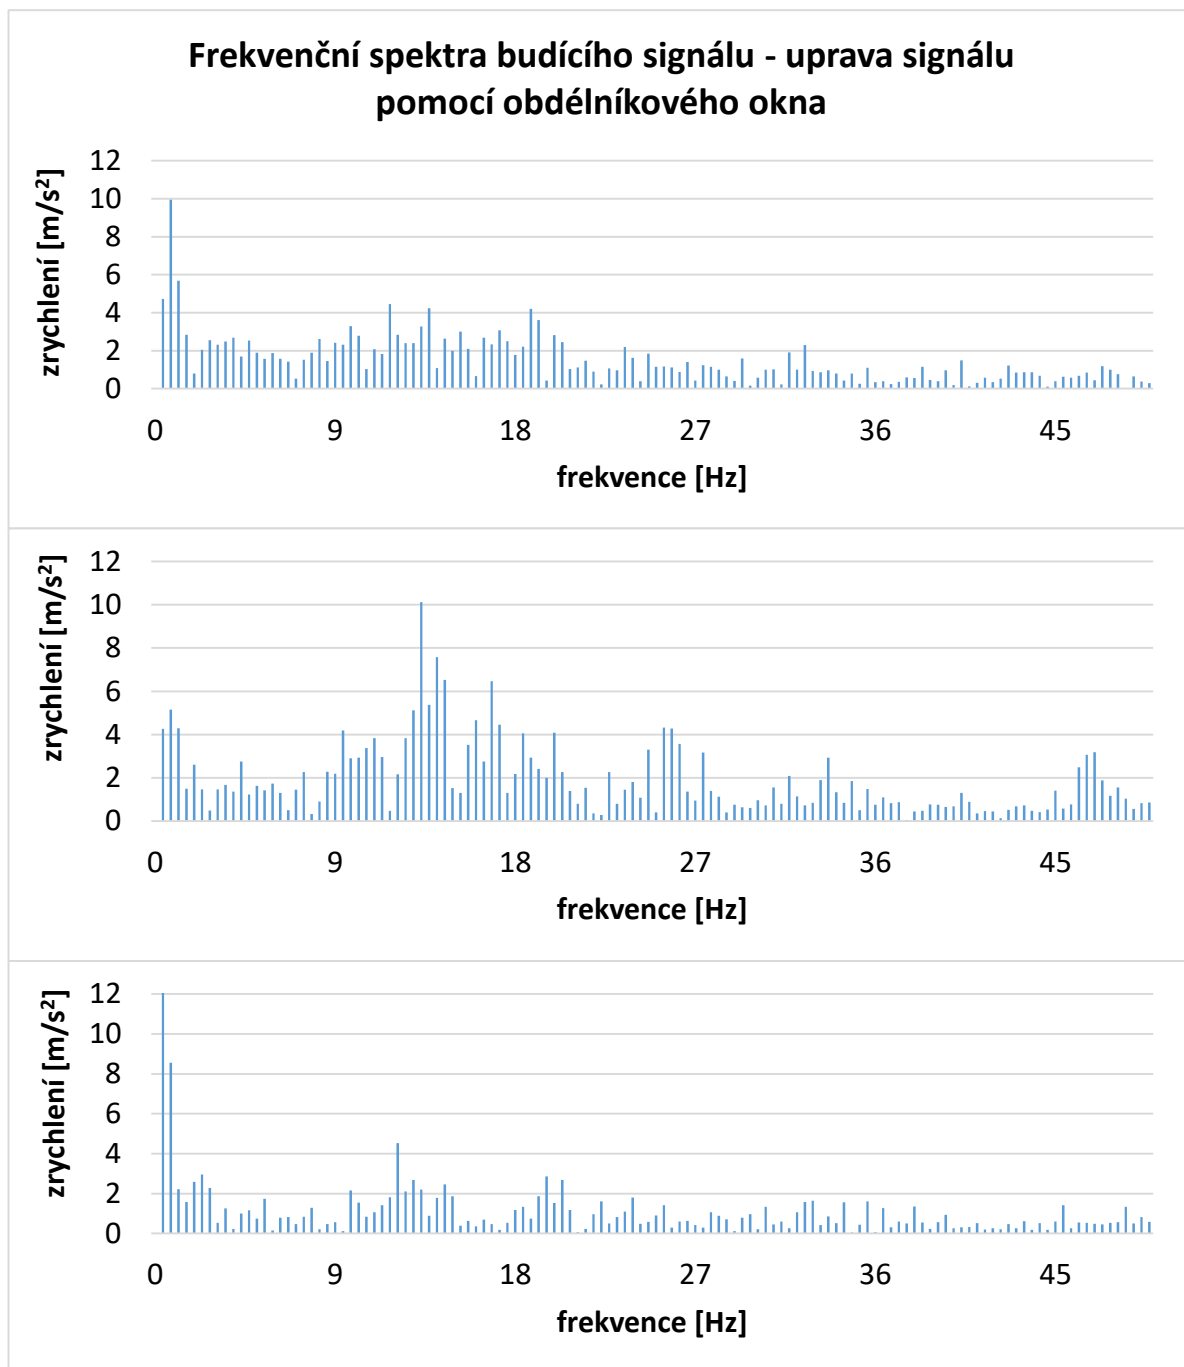 Frekvenční spektra budícího signálu - uprava signálu
pomocí obdélníkového okna
zrychlení [m/s²]
12
10
8
6
4
2
0
0 9 18 27 36 45
frekvence [Hz]
zrychlení [m/s²]
12
10
8
6
4
2
0
0 9 18 27 36 45
frekvence [Hz]
zrychlení [m/s²]
12
10
8
6
4
2
0
0 9 18 27 36 45
frekvence [Hz]